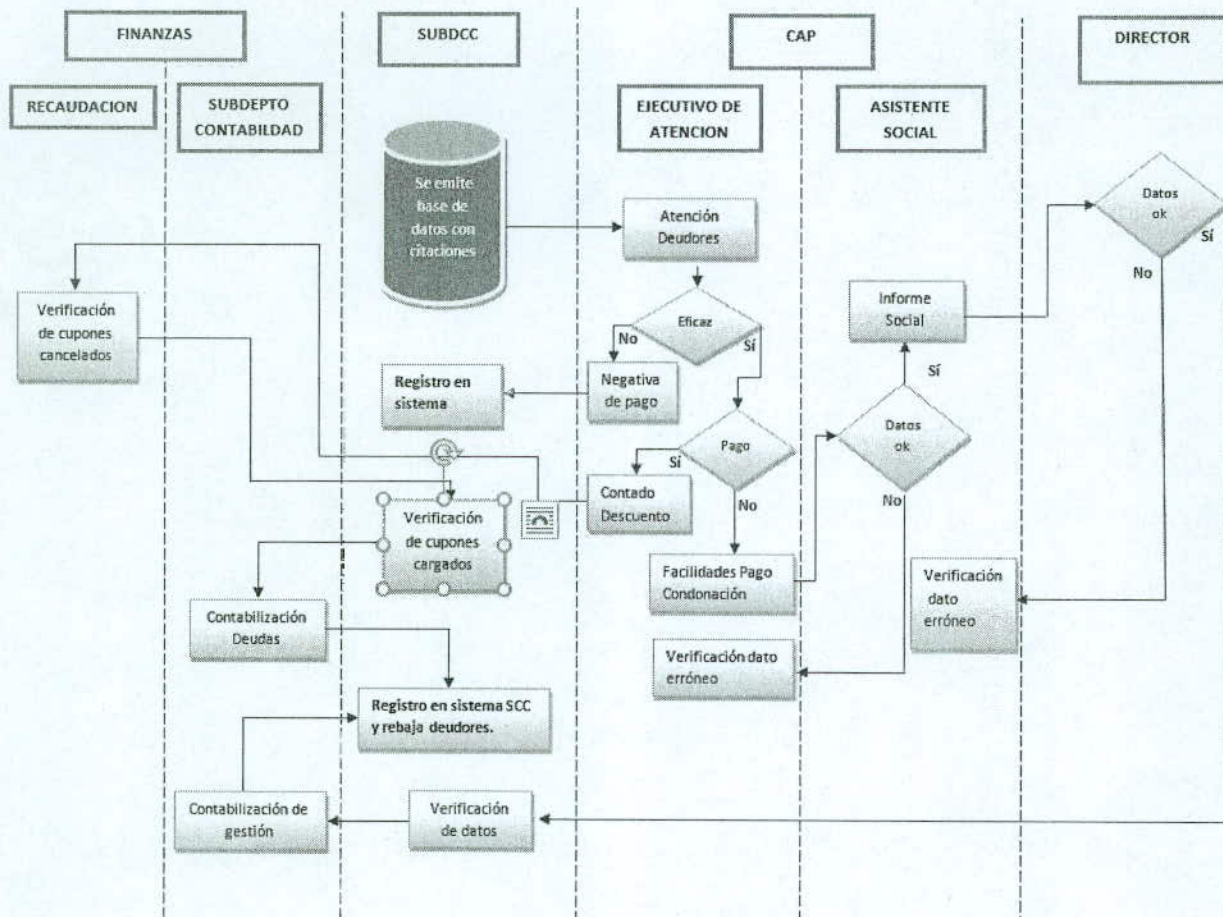 FINANZAS
SUBDCC
CAP
DIRECTOR
RECAUDACION
SUBDEPTO
CONTABILDAD
EJECUTIVO DE
ATENCION
ASISTENTE
SOCIAL
Se emite
base de
datos con
citaciones
Atención
Deudores
Datos
ok
Sí
No
Verificación
de cupones
cancelados
Eficaz
No
Sí
Informe
Social
Sí
Registro en
sistema
Negativa
de pago
Pago
Sí
No
Datos
ok
No
Verificación
de cupones
cargados
Contado
Descuento
Facilidades Pago
Condonación
Verificación
dato
erróneo
Contabilización
Deudas
Verificación dato
erróneo
Registro en sistema SCC
y rebaja deudores.
Contabilización de
gestión
Verificación
de datos